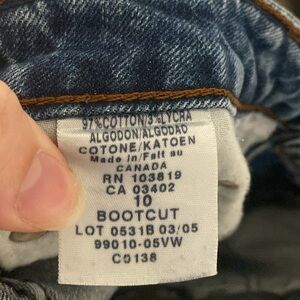 97%COTTON/3%LYCRA
ALGODON/ALGODAO
COTONE/KATOEN
Made in/Fait au
CANADA
RN 103819
CA 03402
10
BOOTCUT
LOT 0531B 03/05
99010-05VW
C0138